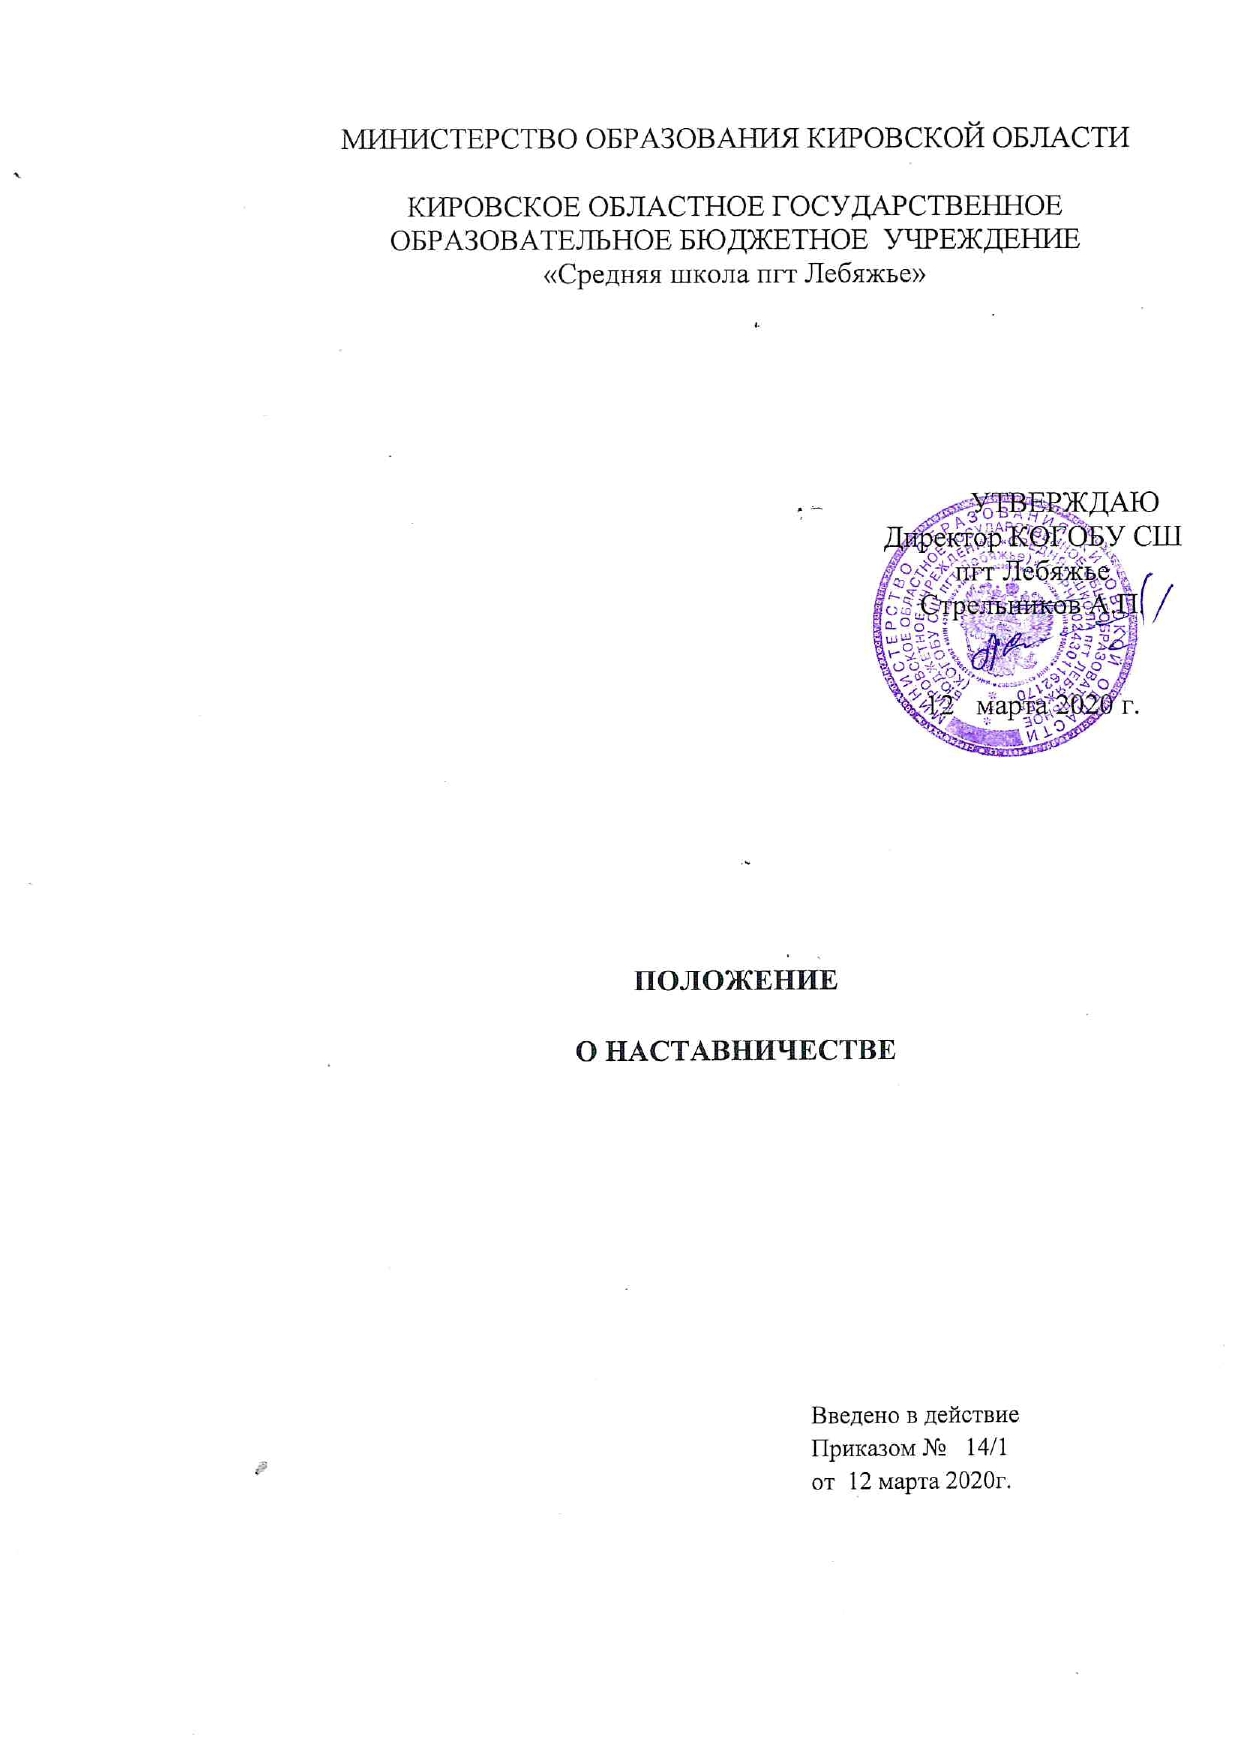 МИНИСТЕРСТВО ОБРАЗОВАНИЯ КИРОВСКОЙ ОБЛАСТИ
КИРОВСКОЕ ОБЛАСТНОЕ ГОСУДАРСТВЕННОЕ
ОБРАЗОВАТЕЛЬНОЕ БЮДЖЕТНОЕ УЧРЕЖДЕНИЕ
«Средняя школа пгт Лебяжье»
УТВЕРЖДАЮ
Директор КОГОБУ СШ
пгт Лебяжье
Стрельников А.П.
12 марта 2020 г.
ПОЛОЖЕНИЕ
О НАСТАВНИЧЕСТВЕ
Введено в действие
Приказом № 14/1
от 12 марта 2020г.